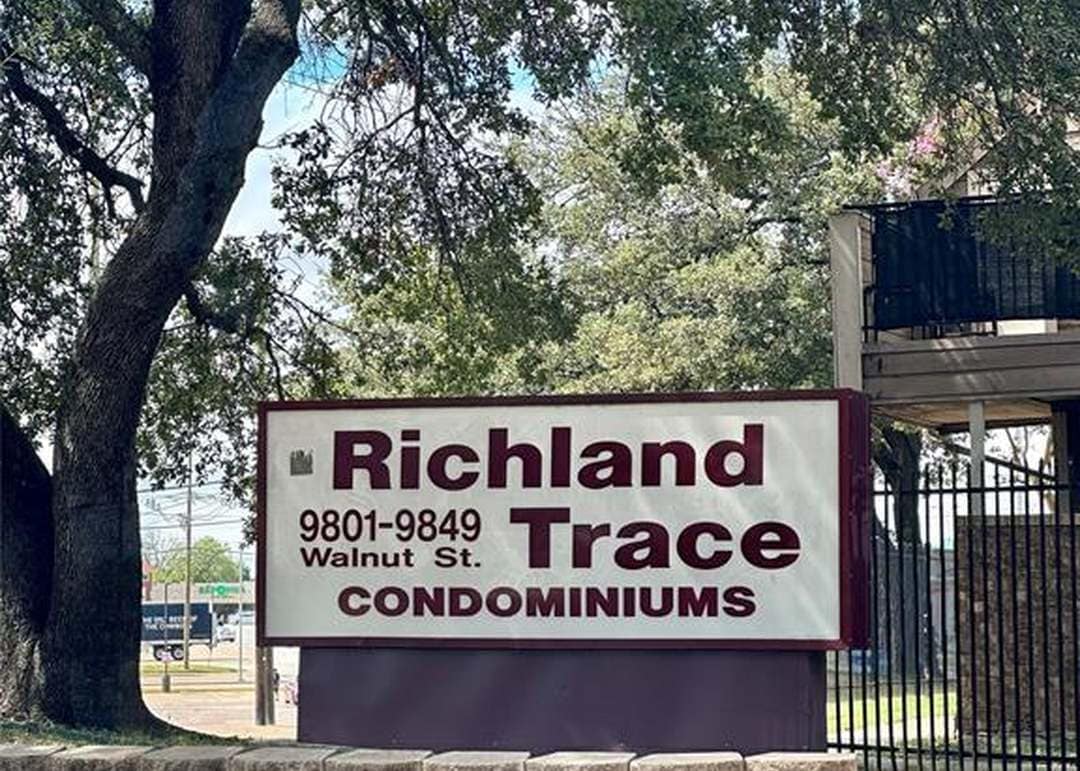 Richland
9801-9849 Trace
Walnut St.
CONDOMINIUMS